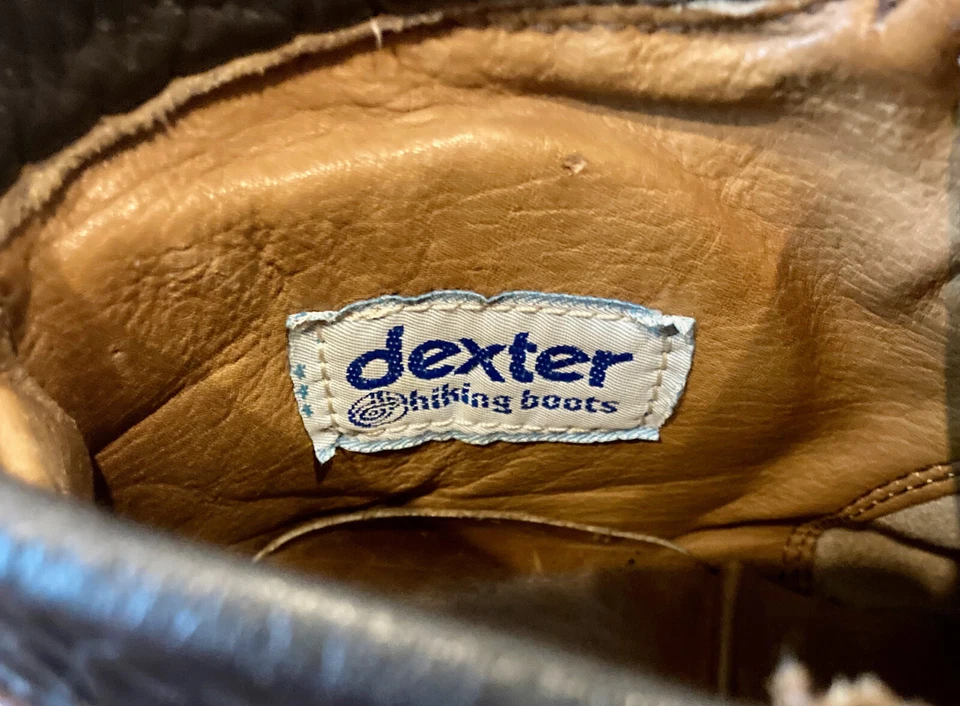 dexter
hiking boots